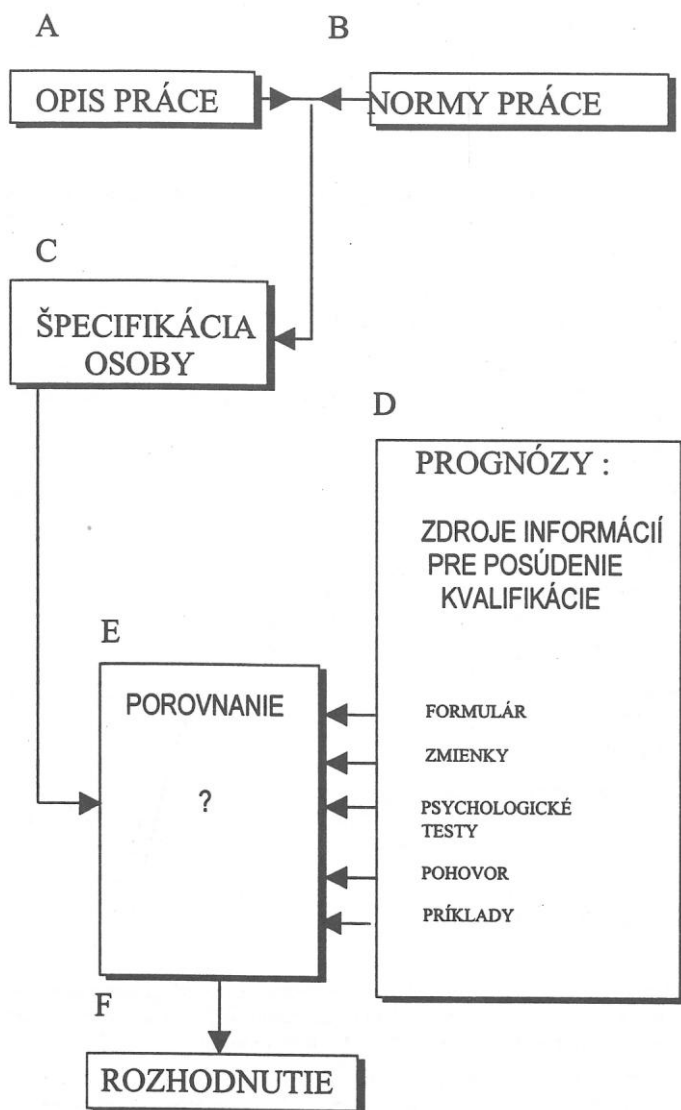 A
B
OPIS PRÁCE
NORMY PRÁCE
C
ŠPECIFIKÁCIA
OSOBY
D
PROGNÓZY :
ZDROJE INFORMÁCIÍ
PRE POSÚDENIE
KVALIFIKÁCIE
E
POROVNANIE
?
FORMULÁR
ZMIENKY
PSYCHOLOGICKÉ
TESTY
POHOVOR
PRÍKLADY
F
ROZHODNUTIE